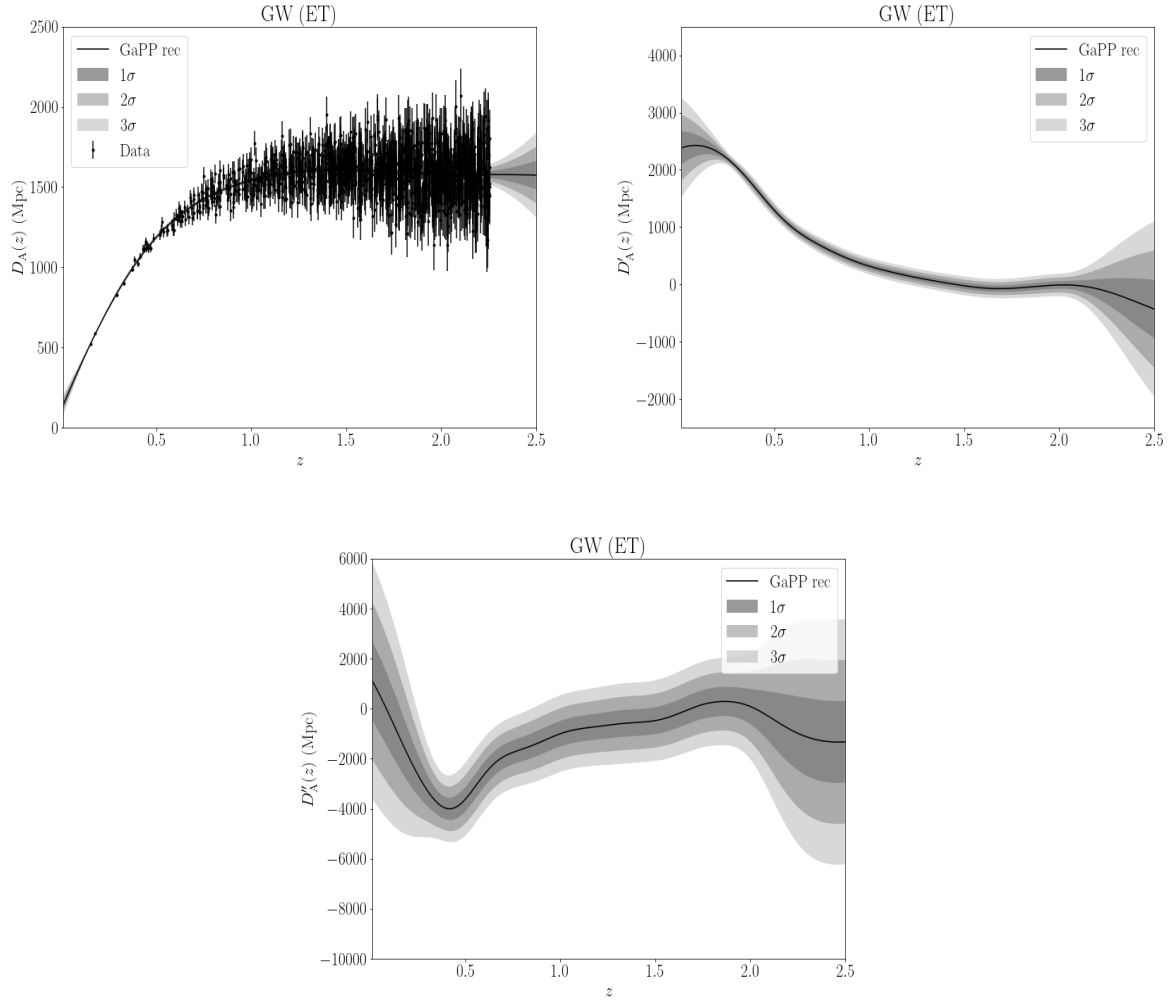 GW (ET)
GaPP rec
1σ
2σ
3σ
Data
2500
2000
1500
1000
500
0
D_A(z) (Mpc)
0.5 1.0 1.5 2.0 2.5
z
GW (ET)
GaPP rec
1σ
2σ
3σ
4000
3000
2000
1000
0
−1000
−2000
D′_A(z) (Mpc)
0.5 1.0 1.5 2.0 2.5
z
GW (ET)
GaPP rec
1σ
2σ
3σ
6000
4000
2000
0
−2000
−4000
−6000
−8000
−10000
D″_A(z) (Mpc)
0.5 1.0 1.5 2.0 2.5
z